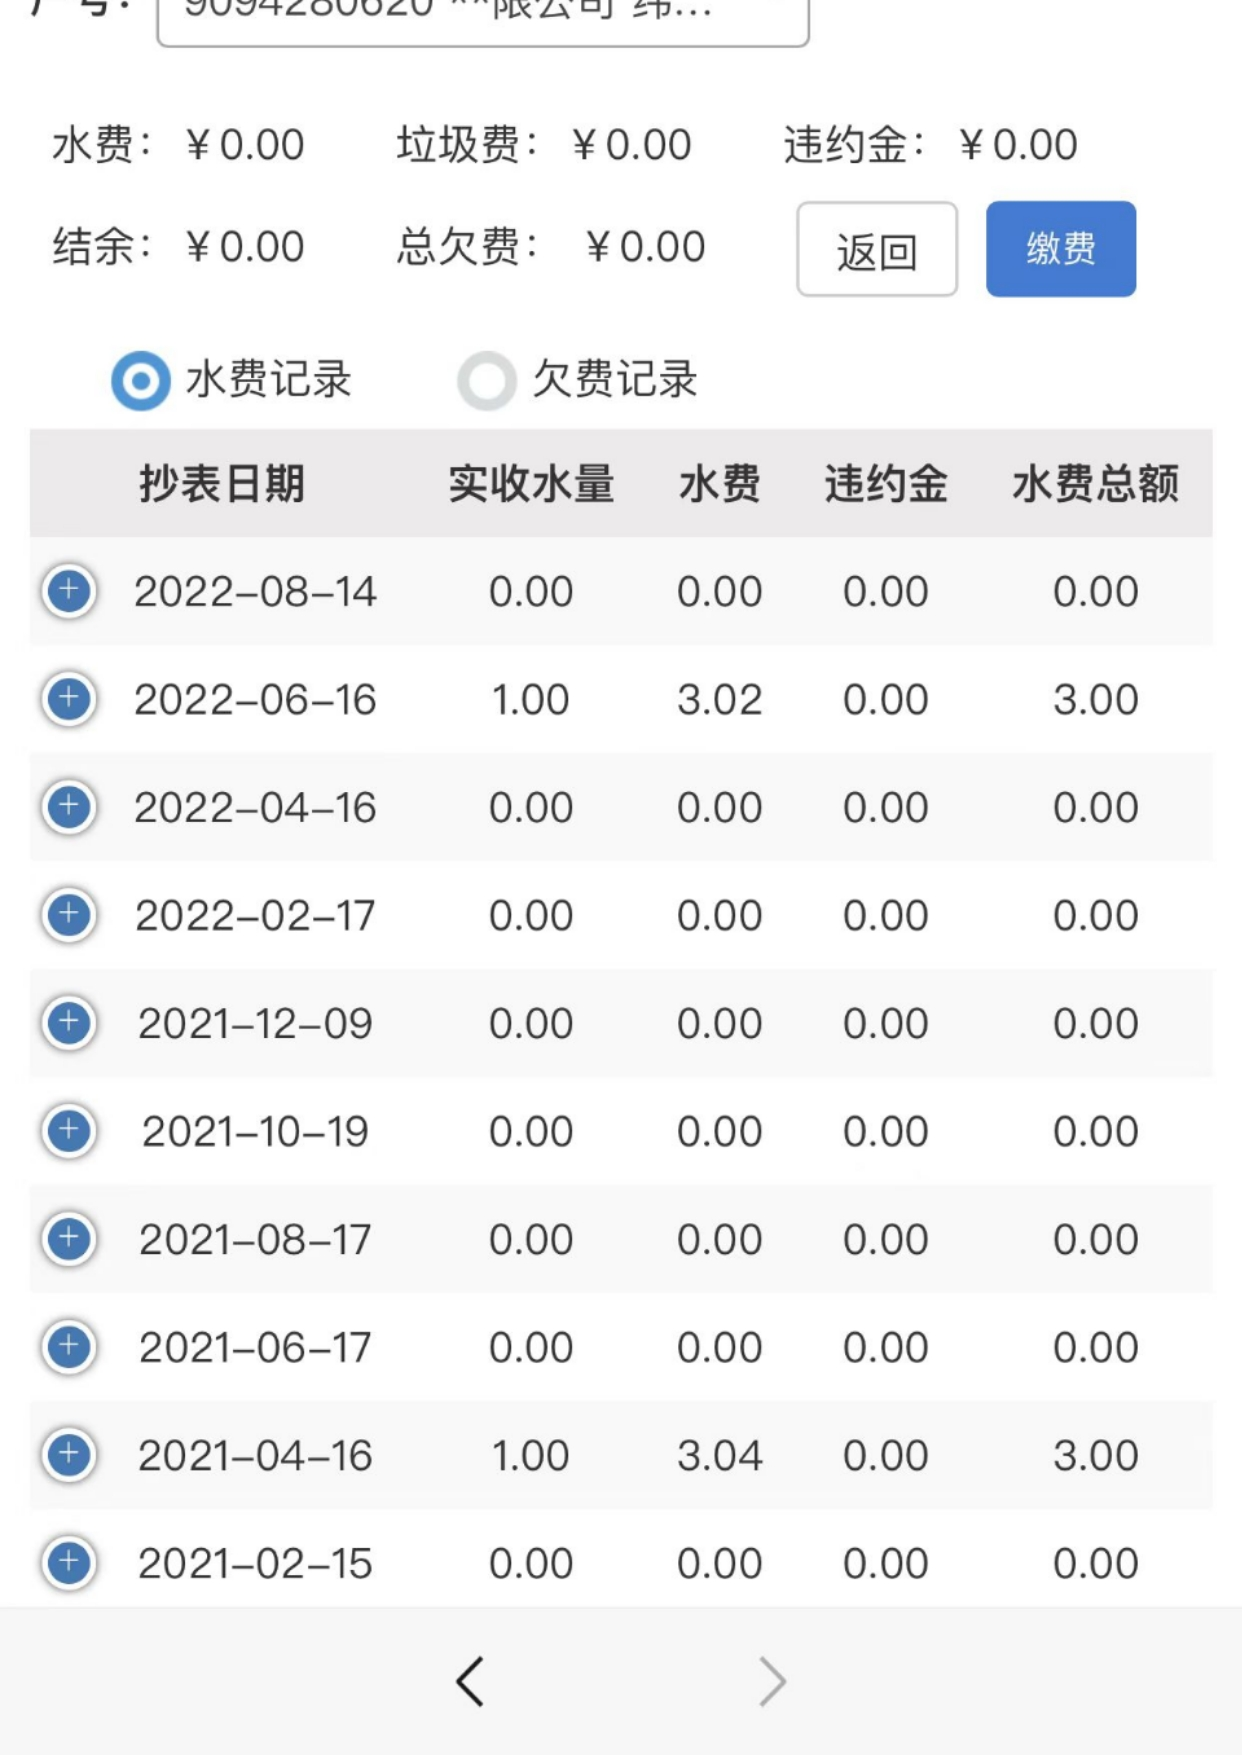 户号： 9094280620 **限公司 纬...
水费： ￥0.00 垃圾费： ￥0.00 违约金： ￥0.00
结余： ￥0.00 总欠费： ￥0.00 返回 缴费
水费记录 欠费记录
抄表日期 实收水量 水费 违约金 水费总额
2022-08-14 0.00 0.00 0.00 0.00
2022-06-16 1.00 3.02 0.00 3.00
2022-04-16 0.00 0.00 0.00 0.00
2022-02-17 0.00 0.00 0.00 0.00
2021-12-09 0.00 0.00 0.00 0.00
2021-10-19 0.00 0.00 0.00 0.00
2021-08-17 0.00 0.00 0.00 0.00
2021-06-17 0.00 0.00 0.00 0.00
2021-04-16 1.00 3.04 0.00 3.00
2021-02-15 0.00 0.00 0.00 0.00